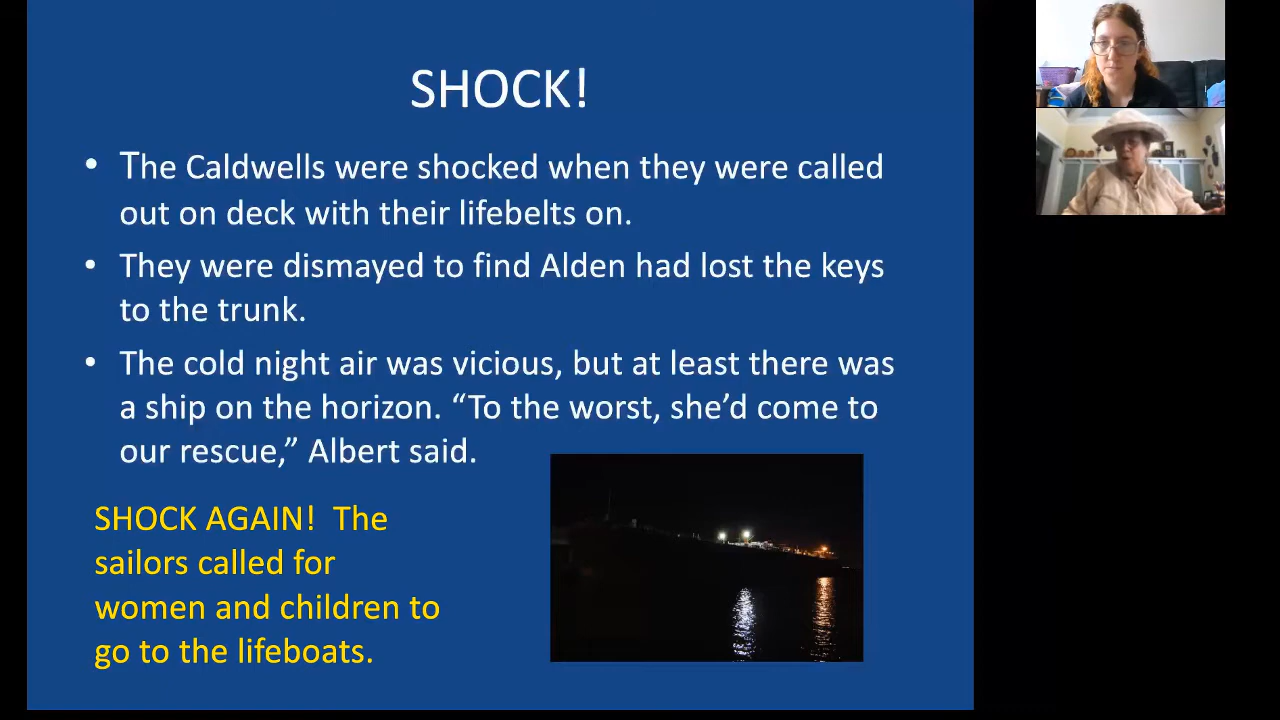 SHOCK!
• The Caldwells were shocked when they were called
out on deck with their lifebelts on.
• They were dismayed to find Alden had lost the keys
to the trunk.
• The cold night air was vicious, but at least there was
a ship on the horizon. “To the worst, she’d come to
our rescue,” Albert said.
SHOCK AGAIN!  The
sailors called for
women and children to
go to the lifeboats.